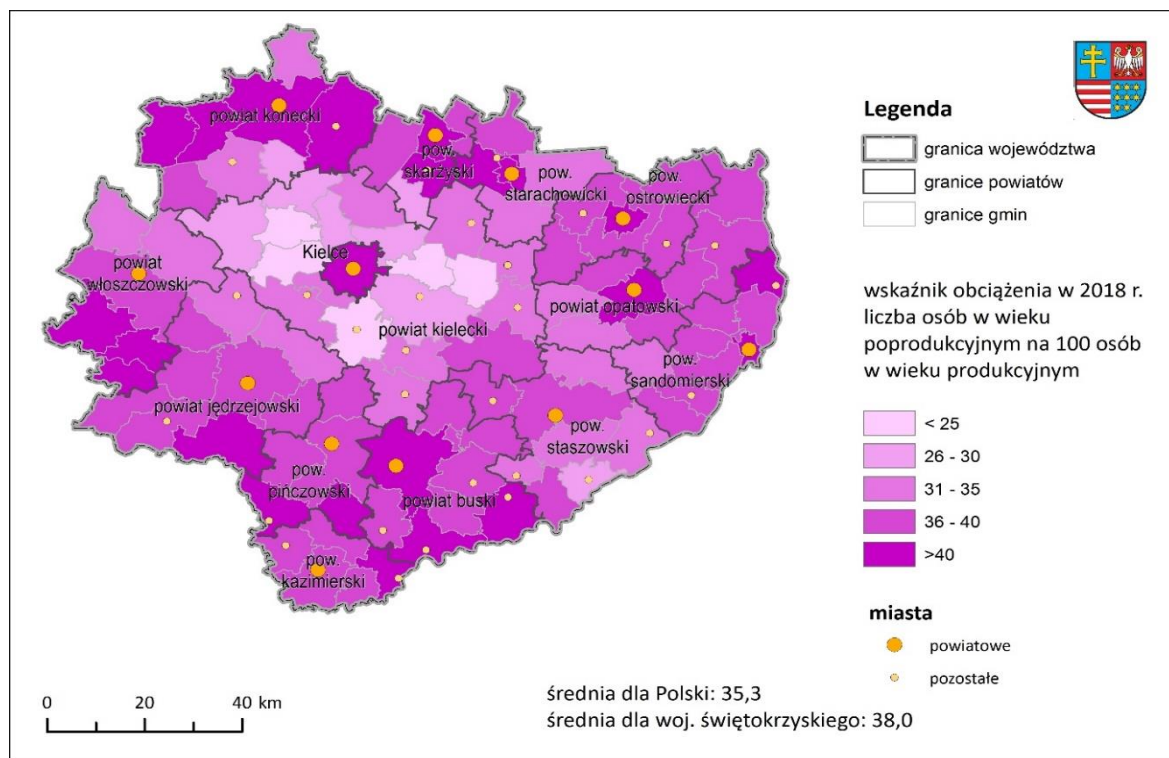 powiat konecki
pow.
skarżyski
pow.
starachowicki
pow.
ostrowiecki
Kielce
powiat
włoszczowski
powiat opatowski
powiat kielecki
pow.
sandomierski
powiat jędrzejowski
pow.
staszowski
pow.
pińczowski
powiat buski
pow.
kazimierski
0 20 40 km
średnia dla Polski: 35,3
średnia dla woj. świętokrzyskiego: 38,0
Legenda
granica województwa
granice powiatów
granice gmin
wskaźnik obciążenia w 2018 r.
liczba osób w wieku
poprodukcyjnym na 100 osób
w wieku produkcyjnym
< 25
26 - 30
31 - 35
36 - 40
>40
miasta
powiatowe
pozostałe